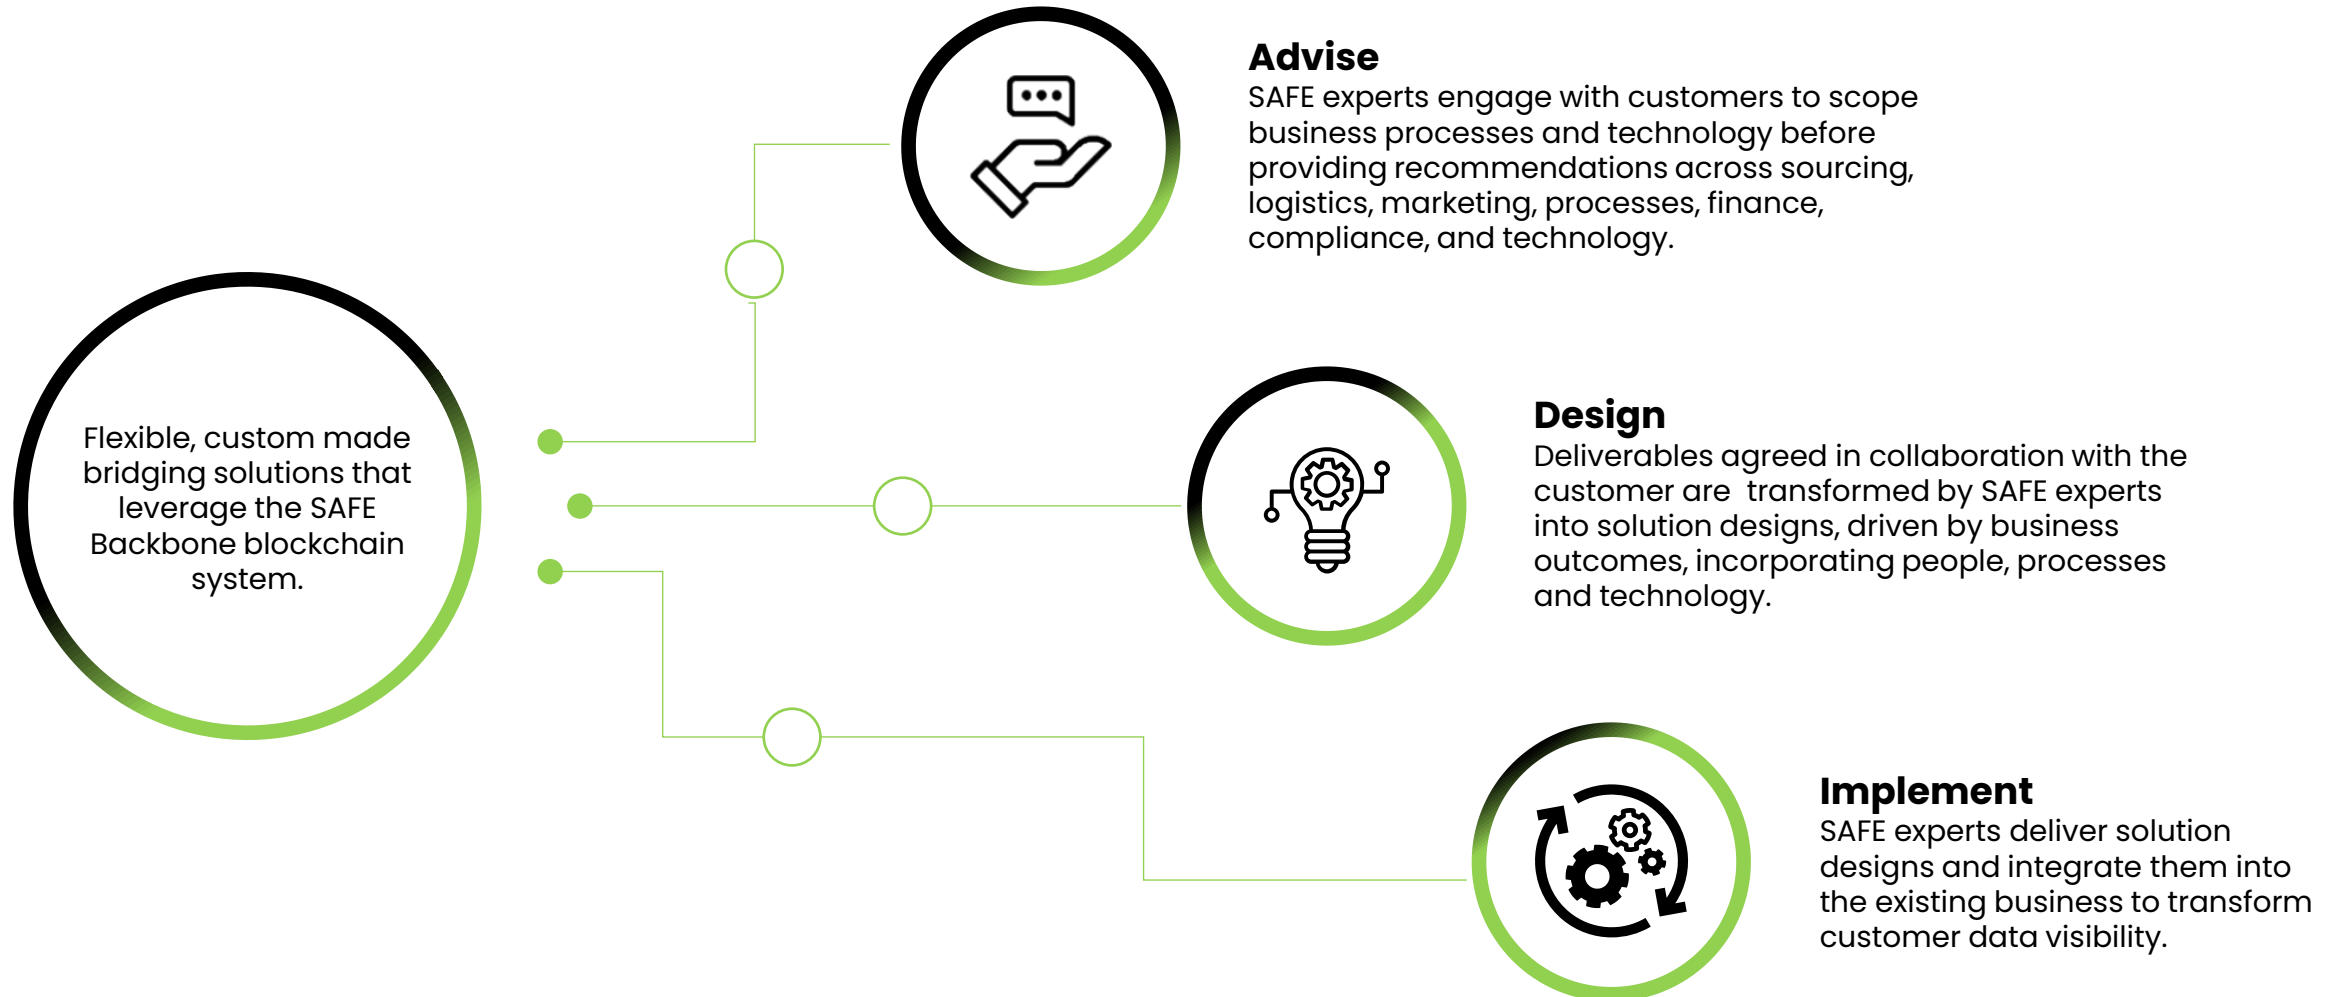 Flexible, custom made
bridging solutions that
leverage the SAFE
Backbone blockchain
system.
Advise
SAFE experts engage with customers to scope
business processes and technology before
providing recommendations across sourcing,
logistics, marketing, processes, finance,
compliance, and technology.
Design
Deliverables agreed in collaboration with the
customer are  transformed by SAFE experts
into solution designs, driven by business
outcomes, incorporating people, processes
and technology.
Implement
SAFE experts deliver solution
designs and integrate them into
the existing business to transform
customer data visibility.